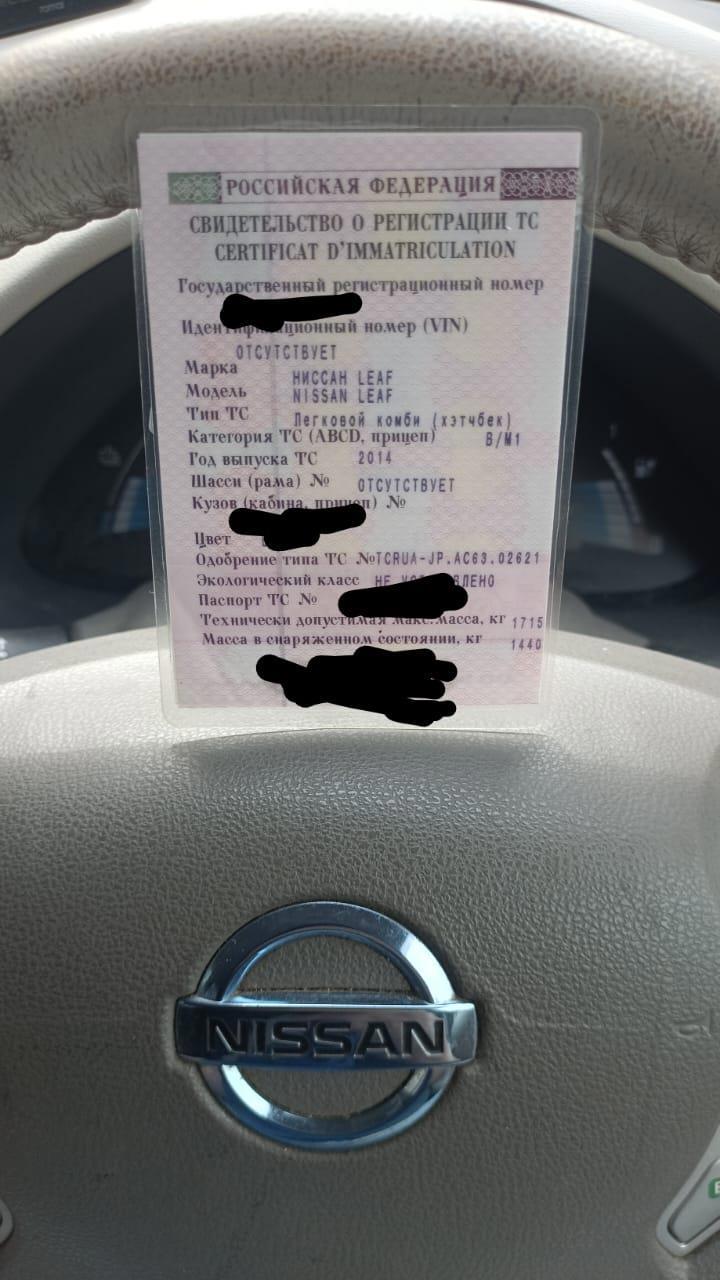 РОССИЙСКАЯ ФЕДЕРАЦИЯ
СВИДЕТЕЛЬСТВО О РЕГИСТРАЦИИ ТС
CERTIFICAT D'IMMATRICULATION
Государственный регистрационный номер
номер (VIN)
ОТСУТСТВУЕТ
Марка НИССАН LEAF
Модель NISSAN LEAF
Тип ТС Легковой комби (хэтчбек)
Категория ТС (ABCD, прицеп) B/M1
Год выпуска ТС 2014
Шасси (рама) № ОТСУТСТВУЕТ
Кузов (кабина, прицеп) №
Цвет
Одобрение типа ТС №TCRUA-JP.AC63.02621
Экологический класс НЕ
Паспорт ТС №
Технически допустимая макс. масса, кг 1715
Масса в снаряженном состоянии, кг 1440
NISSAN